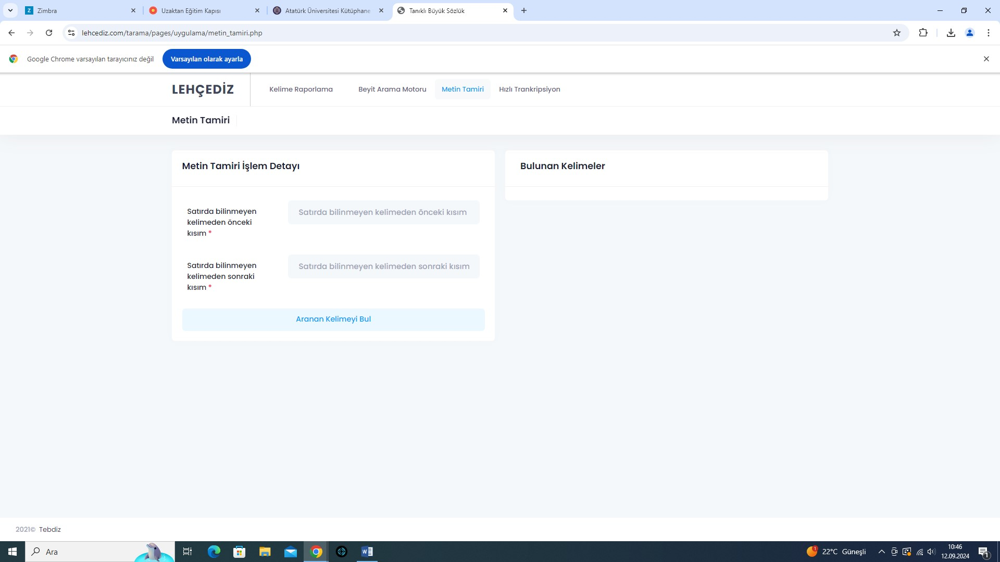 Zimbra
Uzaktan Eğitim Kapısı
Atatürk Üniversitesi Kütüphane
Tanıklı Büyük Sözlük
lehcediz.com/tarama/pages/uygulama/metin_tamiri.php
Google Chrome varsayılan tarayıcınız değil
Varsayılan olarak ayarla
LEHÇEDİZ
Kelime Raporlama
Beyit Arama Motoru
Metin Tamiri
Hızlı Trankripsiyon
Metin Tamiri
Metin Tamiri İşlem Detayı
Satırda bilinmeyen
kelimeden önceki
kısım *
Satırda bilinmeyen kelimeden önceki kısım
Satırda bilinmeyen
kelimeden sonraki
kısım *
Satırda bilinmeyen kelimeden sonraki kısım
Aranan Kelimeyi Bul
Bulunan Kelimeler
2021© Tebdiz
Ara
22°C Güneşli
10:46
12.09.2024